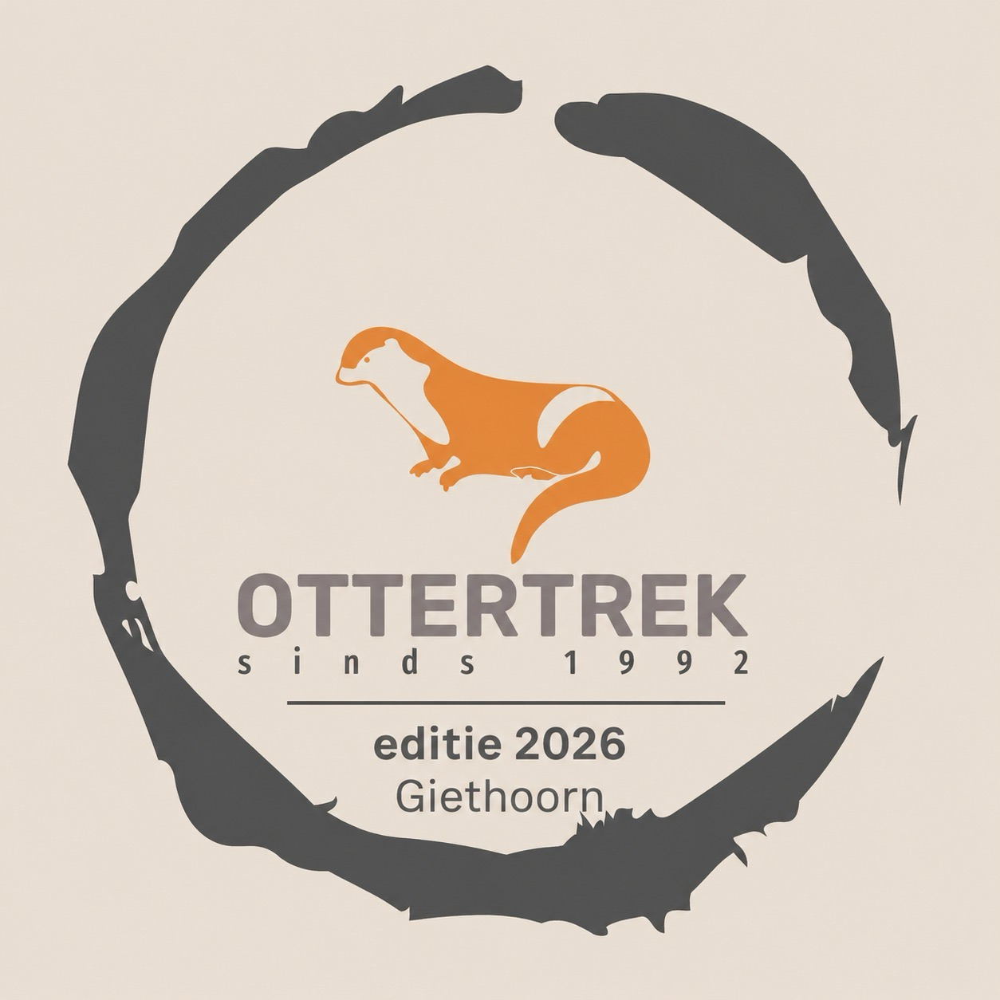 OTTERTREK
sinds 1992
editie 2026
Giethoorn